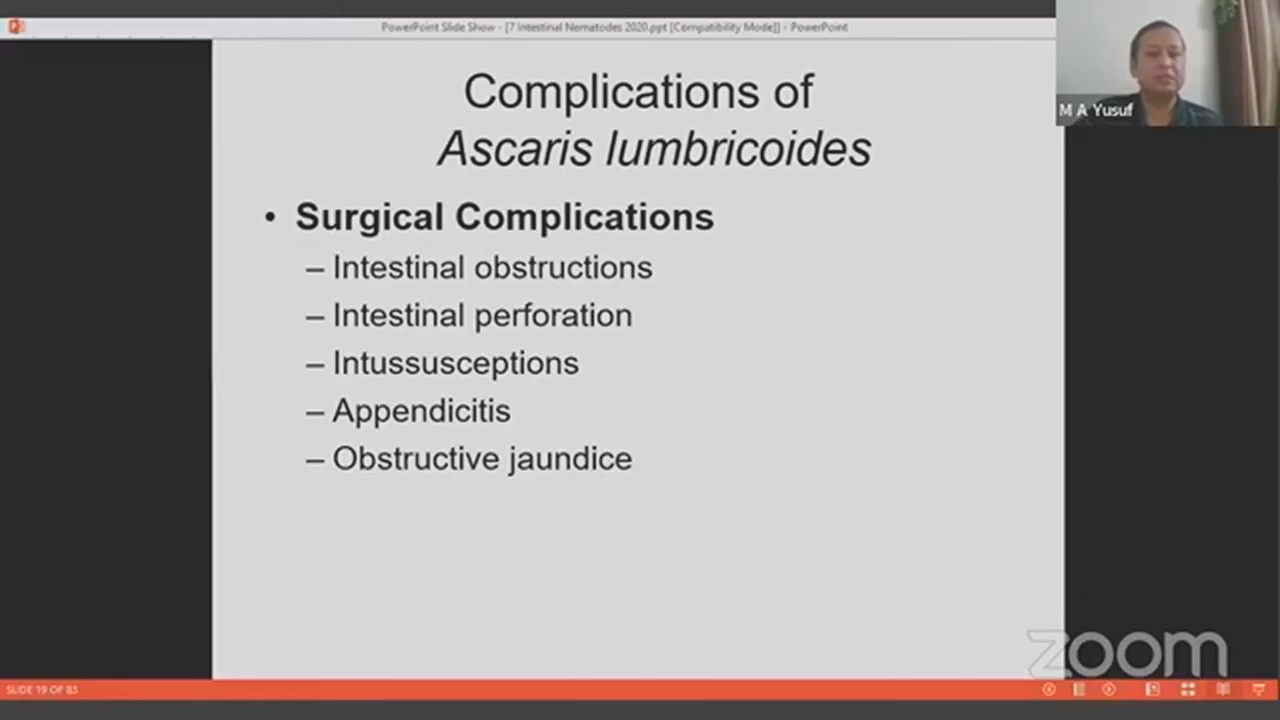 PowerPoint Slide Show - [7 Intestinal Nematodes 2020.ppt [Compatibility Mode]] - PowerPoint
M A Yusuf
Complications of
Ascaris lumbricoides
• Surgical Complications
– Intestinal obstructions
– Intestinal perforation
– Intussusceptions
– Appendicitis
– Obstructive jaundice
zoom
SLIDE 19 OF 83